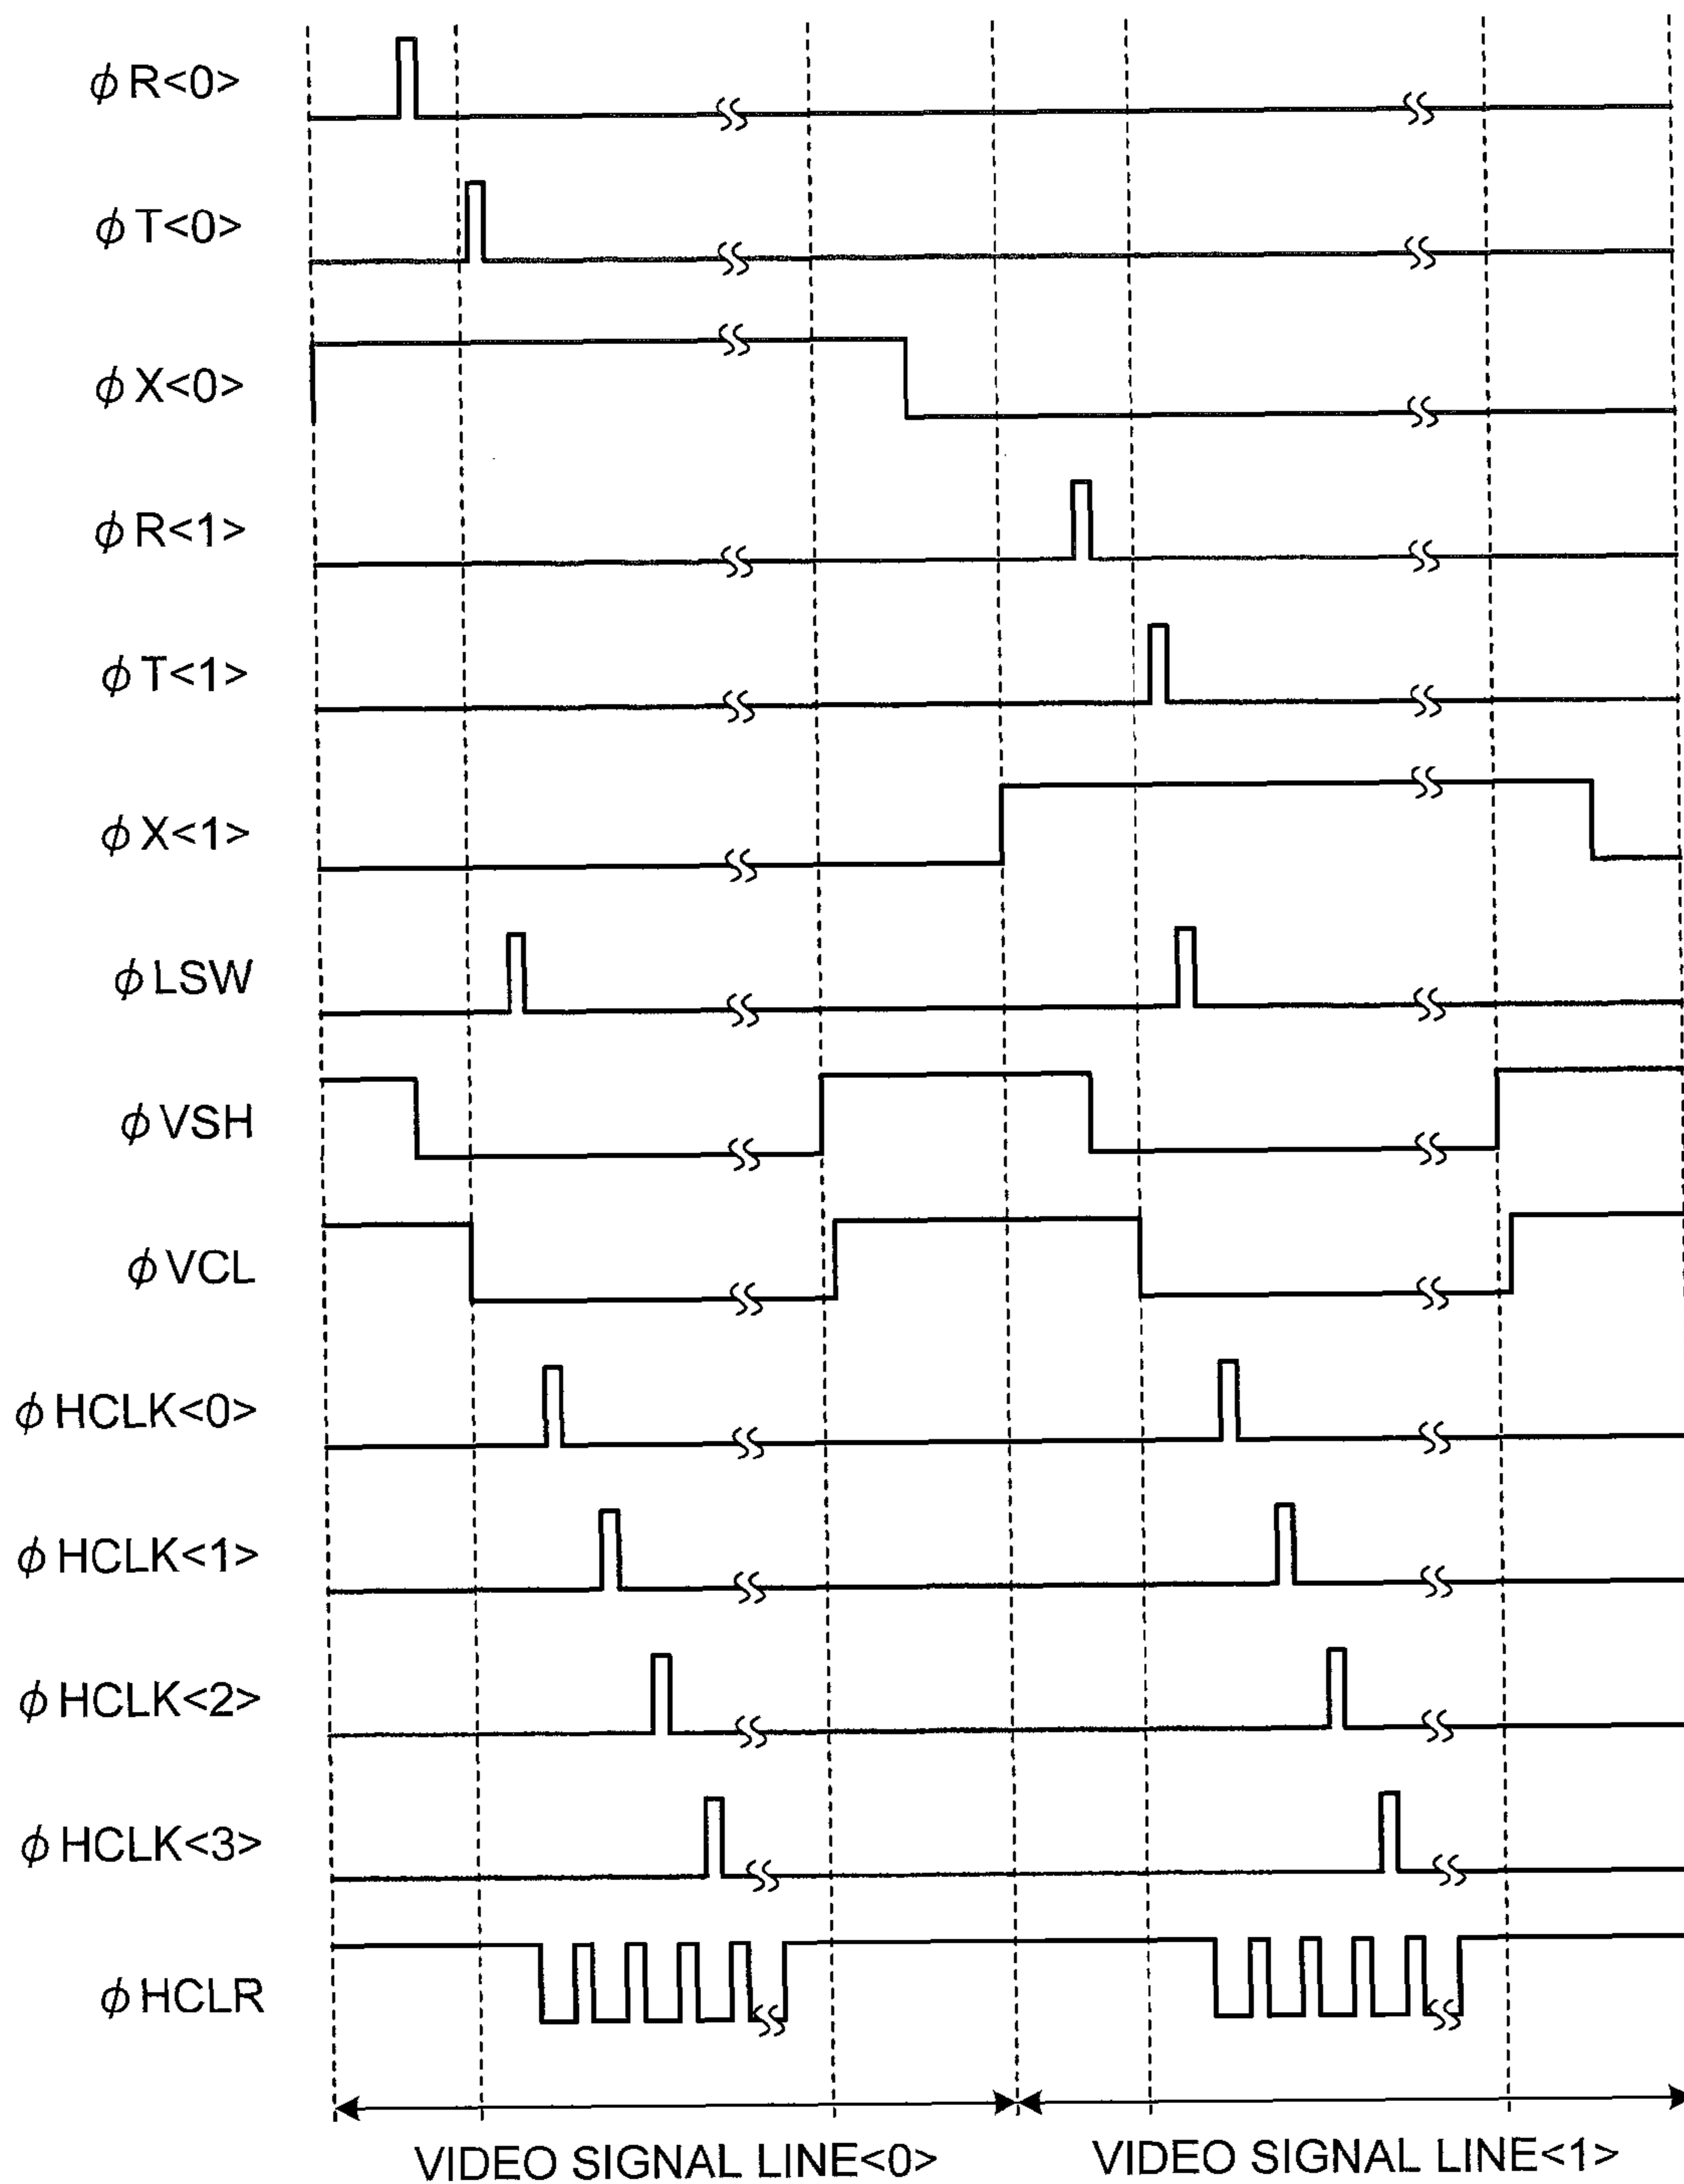 ϕR<0>
ϕT<0>
ϕX<0>
ϕR<1>
ϕT<1>
ϕX<1>
ϕLSW
ϕVSH
ϕVCL
ϕHCLK<0>
ϕHCLK<1>
ϕHCLK<2>
ϕHCLK<3>
ϕHCLR
VIDEO SIGNAL LINE<0>
VIDEO SIGNAL LINE<1>